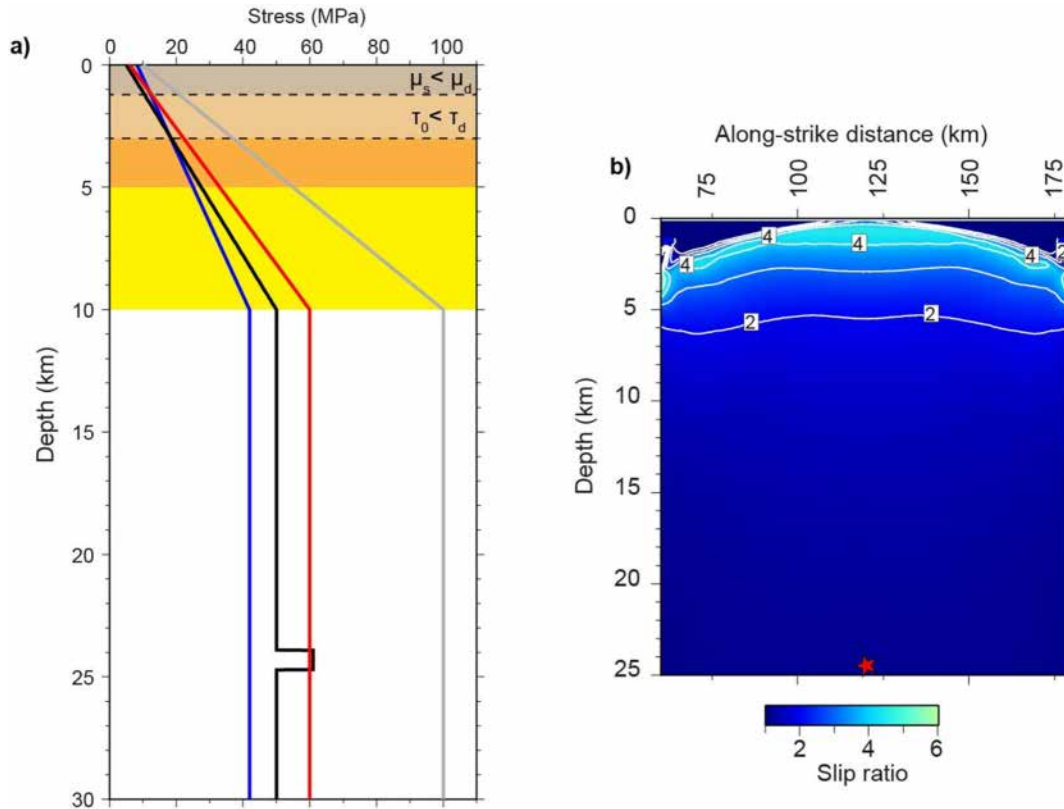 Stress (MPa)
a)
0 20 40 60 80 100
0
μs < μd
τ0 < τd
5
10
15
20
25
30
Depth (km)
Along-strike distance (km)
b)
75 100 125 150 175
0
5
10
15
20
25
Depth (km)
4 4 4 4 2
2 2
2 4 6
Slip ratio